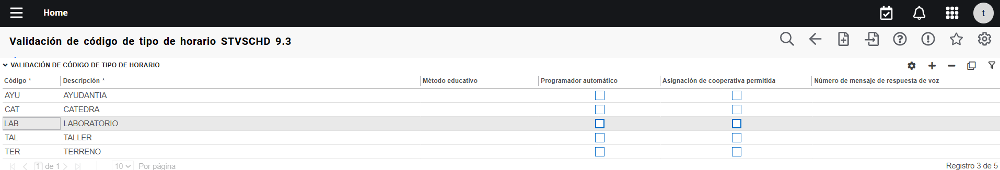 Home
t
Validación de código de tipo de horario STVSCHD 9.3
VALIDACIÓN DE CÓDIGO DE TIPO DE HORARIO
Código * Descripción * Método educativo Programador automático Asignación de cooperativa permitida Número de mensaje de respuesta de voz
AYU AYUDANTIA
CAT CATEDRA
LAB LABORATORIO
TAL TALLER
TER TERRENO
1 de 1 10 Por página Registro 3 de 5